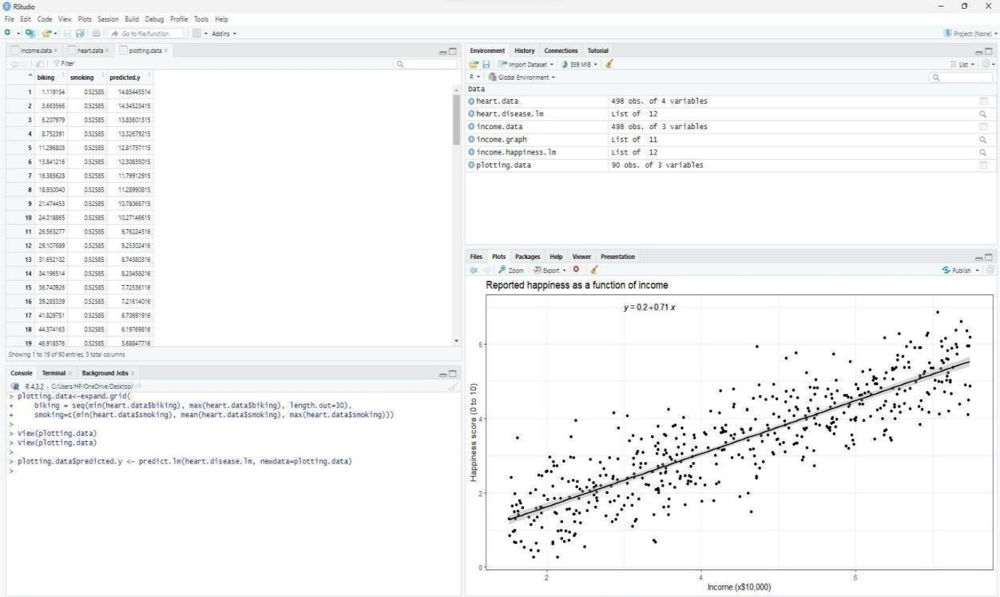 RStudio
File Edit Code View Plots Session Build Debug Profile Tools Help
Go to file/function Addins
Project: (None)
income.data heart.data plotting.data
Filter
biking smoking predicted.y
1 1.119154 0.52585 14.85445514
2 3.663566 0.52585 14.34523415
3 6.207979 0.52585 13.83601315
4 8.752391 0.52585 13.32679215
5 11.296803 0.52585 12.81757115
6 13.841216 0.52585 12.30835015
7 16.385628 0.52585 11.79912915
8 18.930040 0.52585 11.28990815
9 21.474453 0.52585 10.78068715
10 24.018865 0.52585 10.27146615
11 26.563277 0.52585 9.76224516
12 29.107689 0.52585 9.25302416
13 31.652102 0.52585 8.74380316
14 34.196514 0.52585 8.23458216
15 36.740926 0.52585 7.72536116
16 39.285339 0.52585 7.21614016
17 41.829751 0.52585 6.70691916
18 44.374163 0.52585 6.19769816
19 46.918576 0.52585 5.68847716
Showing 1 to 19 of 90 entries, 3 total columns
Console Terminal Background Jobs
R 4.3.2 · C:/Users/HP/OneDrive/Desktop/
> plotting.data<-expand.grid(
+ biking = seq(min(heart.data$biking), max(heart.data$biking), length.out=30),
+ smoking=c(min(heart.data$smoking), mean(heart.data$smoking), max(heart.data$smoking)))
>
> View(plotting.data)
> View(plotting.data)
>
> plotting.data$predicted.y <- predict.lm(heart.disease.lm, newdata=plotting.data)
>
Environment History Connections Tutorial
Import Dataset 359 MiB List
R Global Environment
Data
heart.data 498 obs. of 4 variables
heart.disease.lm List of 12
income.data 498 obs. of 3 variables
income.graph List of 11
income.happiness.lm List of 12
plotting.data 90 obs. of 3 variables
Files Plots Packages Help Viewer Presentation
Zoom Export Publish
Reported happiness as a function of income
y = 0.2+0.71 x
Happiness score (0 to 10)
6
4
2
0
2 4 6
Income (x$10,000)